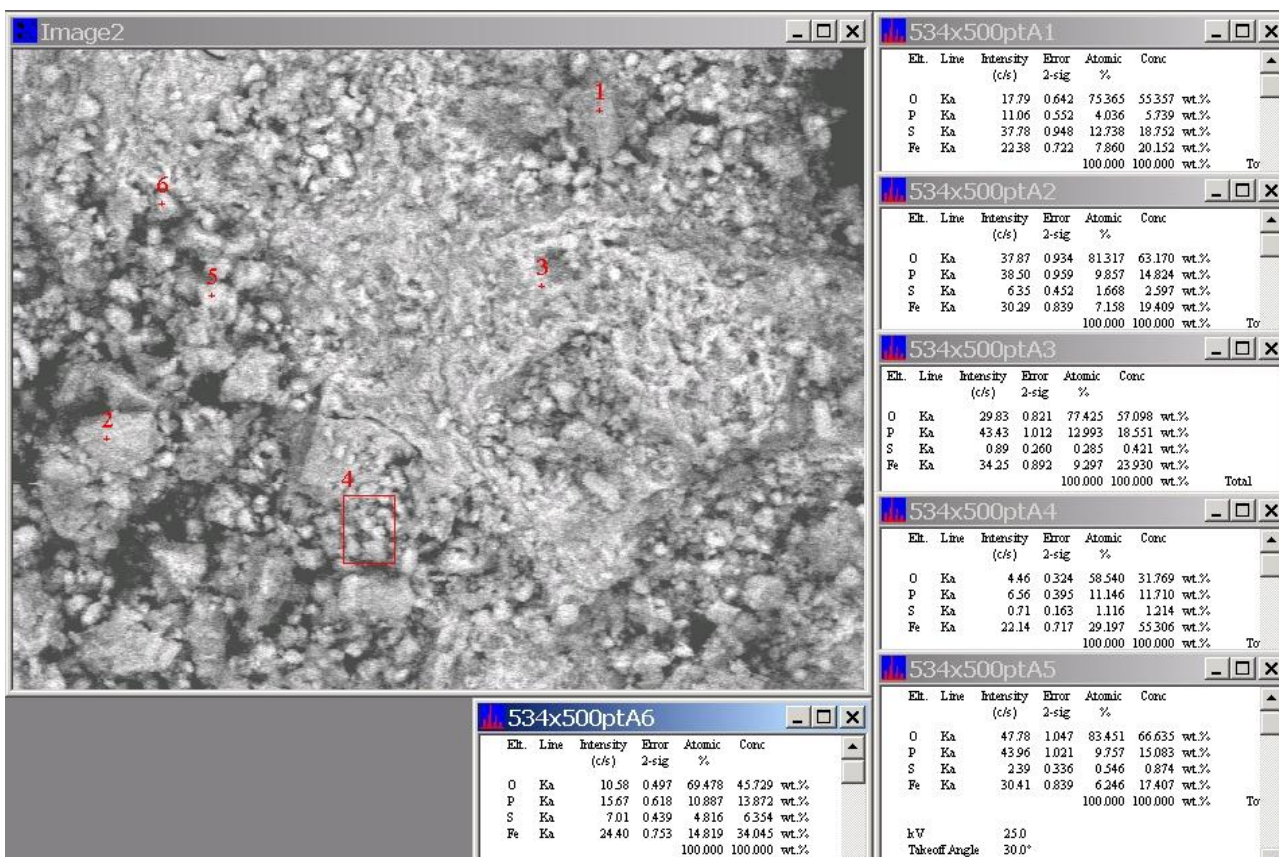 Image2
1
6
5
3
2
4
534x500ptA1
Elt. Line Intensity Error Atomic Conc
(c/s) 2-sig %
O Ka 17.79 0.642 75.365 55.357 wt.%
P Ka 11.06 0.552 4.036 5.739 wt.%
S Ka 37.78 0.948 12.738 18.752 wt.%
Fe Ka 22.38 0.722 7.860 20.152 wt.%
100.000 100.000 wt.% To
534x500ptA2
Elt. Line Intensity Error Atomic Conc
(c/s) 2-sig %
O Ka 37.87 0.934 81.317 63.170 wt.%
P Ka 38.50 0.959 9.857 14.824 wt.%
S Ka 6.35 0.452 1.668 2.597 wt.%
Fe Ka 30.29 0.839 7.158 19.409 wt.%
100.000 100.000 wt.% To
534x500ptA3
Elt. Line Intensity Error Atomic Conc
(c/s) 2-sig %
O Ka 29.83 0.821 77.425 57.098 wt.%
P Ka 43.43 1.012 12.993 18.551 wt.%
S Ka 0.89 0.260 0.285 0.421 wt.%
Fe Ka 34.25 0.892 9.297 23.930 wt.%
100.000 100.000 wt.% Total
534x500ptA4
Elt. Line Intensity Error Atomic Conc
(c/s) 2-sig %
O Ka 4.46 0.324 58.540 31.769 wt.%
P Ka 6.56 0.395 11.146 11.710 wt.%
S Ka 0.71 0.163 1.116 1.214 wt.%
Fe Ka 22.14 0.717 29.197 55.306 wt.%
100.000 100.000 wt.% To
534x500ptA5
Elt. Line Intensity Error Atomic Conc
(c/s) 2-sig %
O Ka 47.78 1.047 83.451 66.635 wt.%
P Ka 43.96 1.021 9.757 15.083 wt.%
S Ka 2.39 0.336 0.546 0.874 wt.%
Fe Ka 30.41 0.839 6.246 17.407 wt.%
100.000 100.000 wt.% To
kV 25.0
Takeoff Angle 30.0°
534x500ptA6
Elt. Line Intensity Error Atomic Conc
(c/s) 2-sig %
O Ka 10.58 0.497 69.478 45.729 wt.%
P Ka 15.67 0.618 10.887 13.872 wt.%
S Ka 7.01 0.439 4.816 6.354 wt.%
Fe Ka 24.40 0.753 14.819 34.045 wt.%
100.000 100.000 wt.%